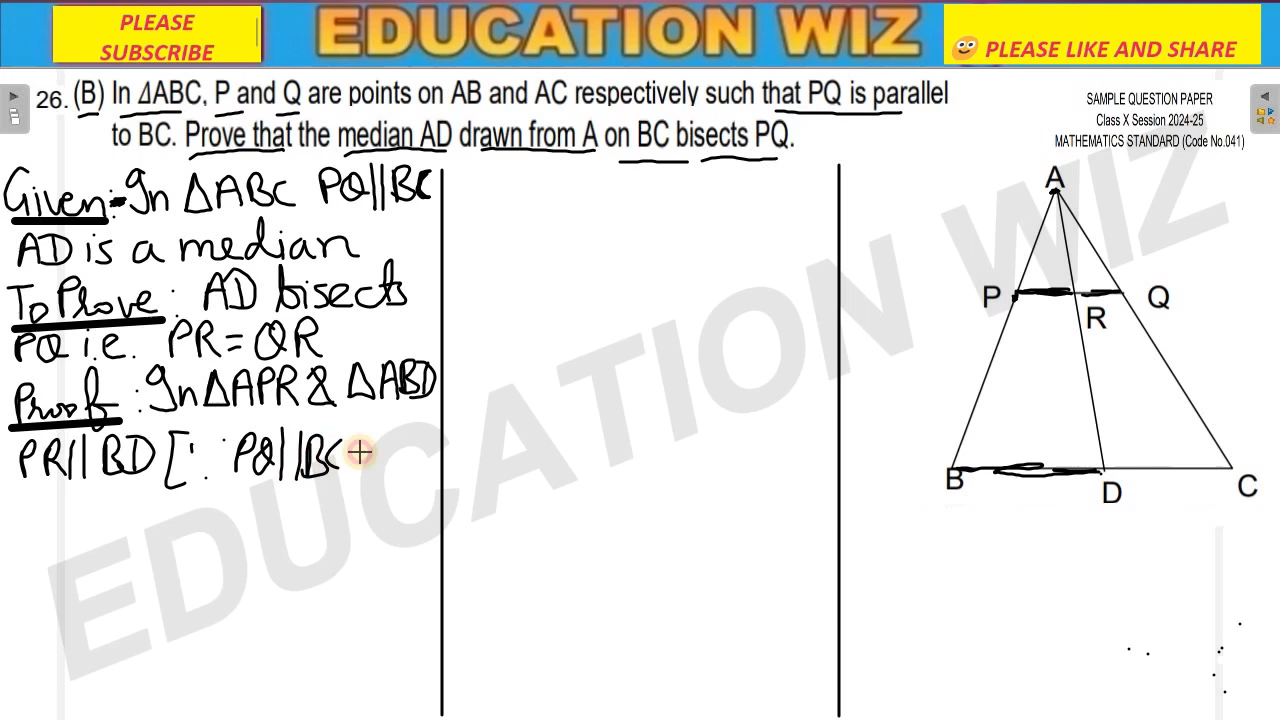 PLEASE
SUBSCRIBE
EDUCATION WIZ
PLEASE LIKE AND SHARE
26. (B) In ΔABC, P and Q are points on AB and AC respectively such that PQ is parallel
to BC. Prove that the median AD drawn from A on BC bisects PQ.
SAMPLE QUESTION PAPER
Class X Session 2024-25
MATHEMATICS STANDARD (Code No.041)
Given:- In ΔABC PQ||BC
AD is a median
To Prove: AD bisects
PQ i.e. PR = QR
Proof: In ΔAPR & ΔABD
PR||BD [∵ PQ||BC
A
P
Q
R
B
D
C
EDUCATION WIZ